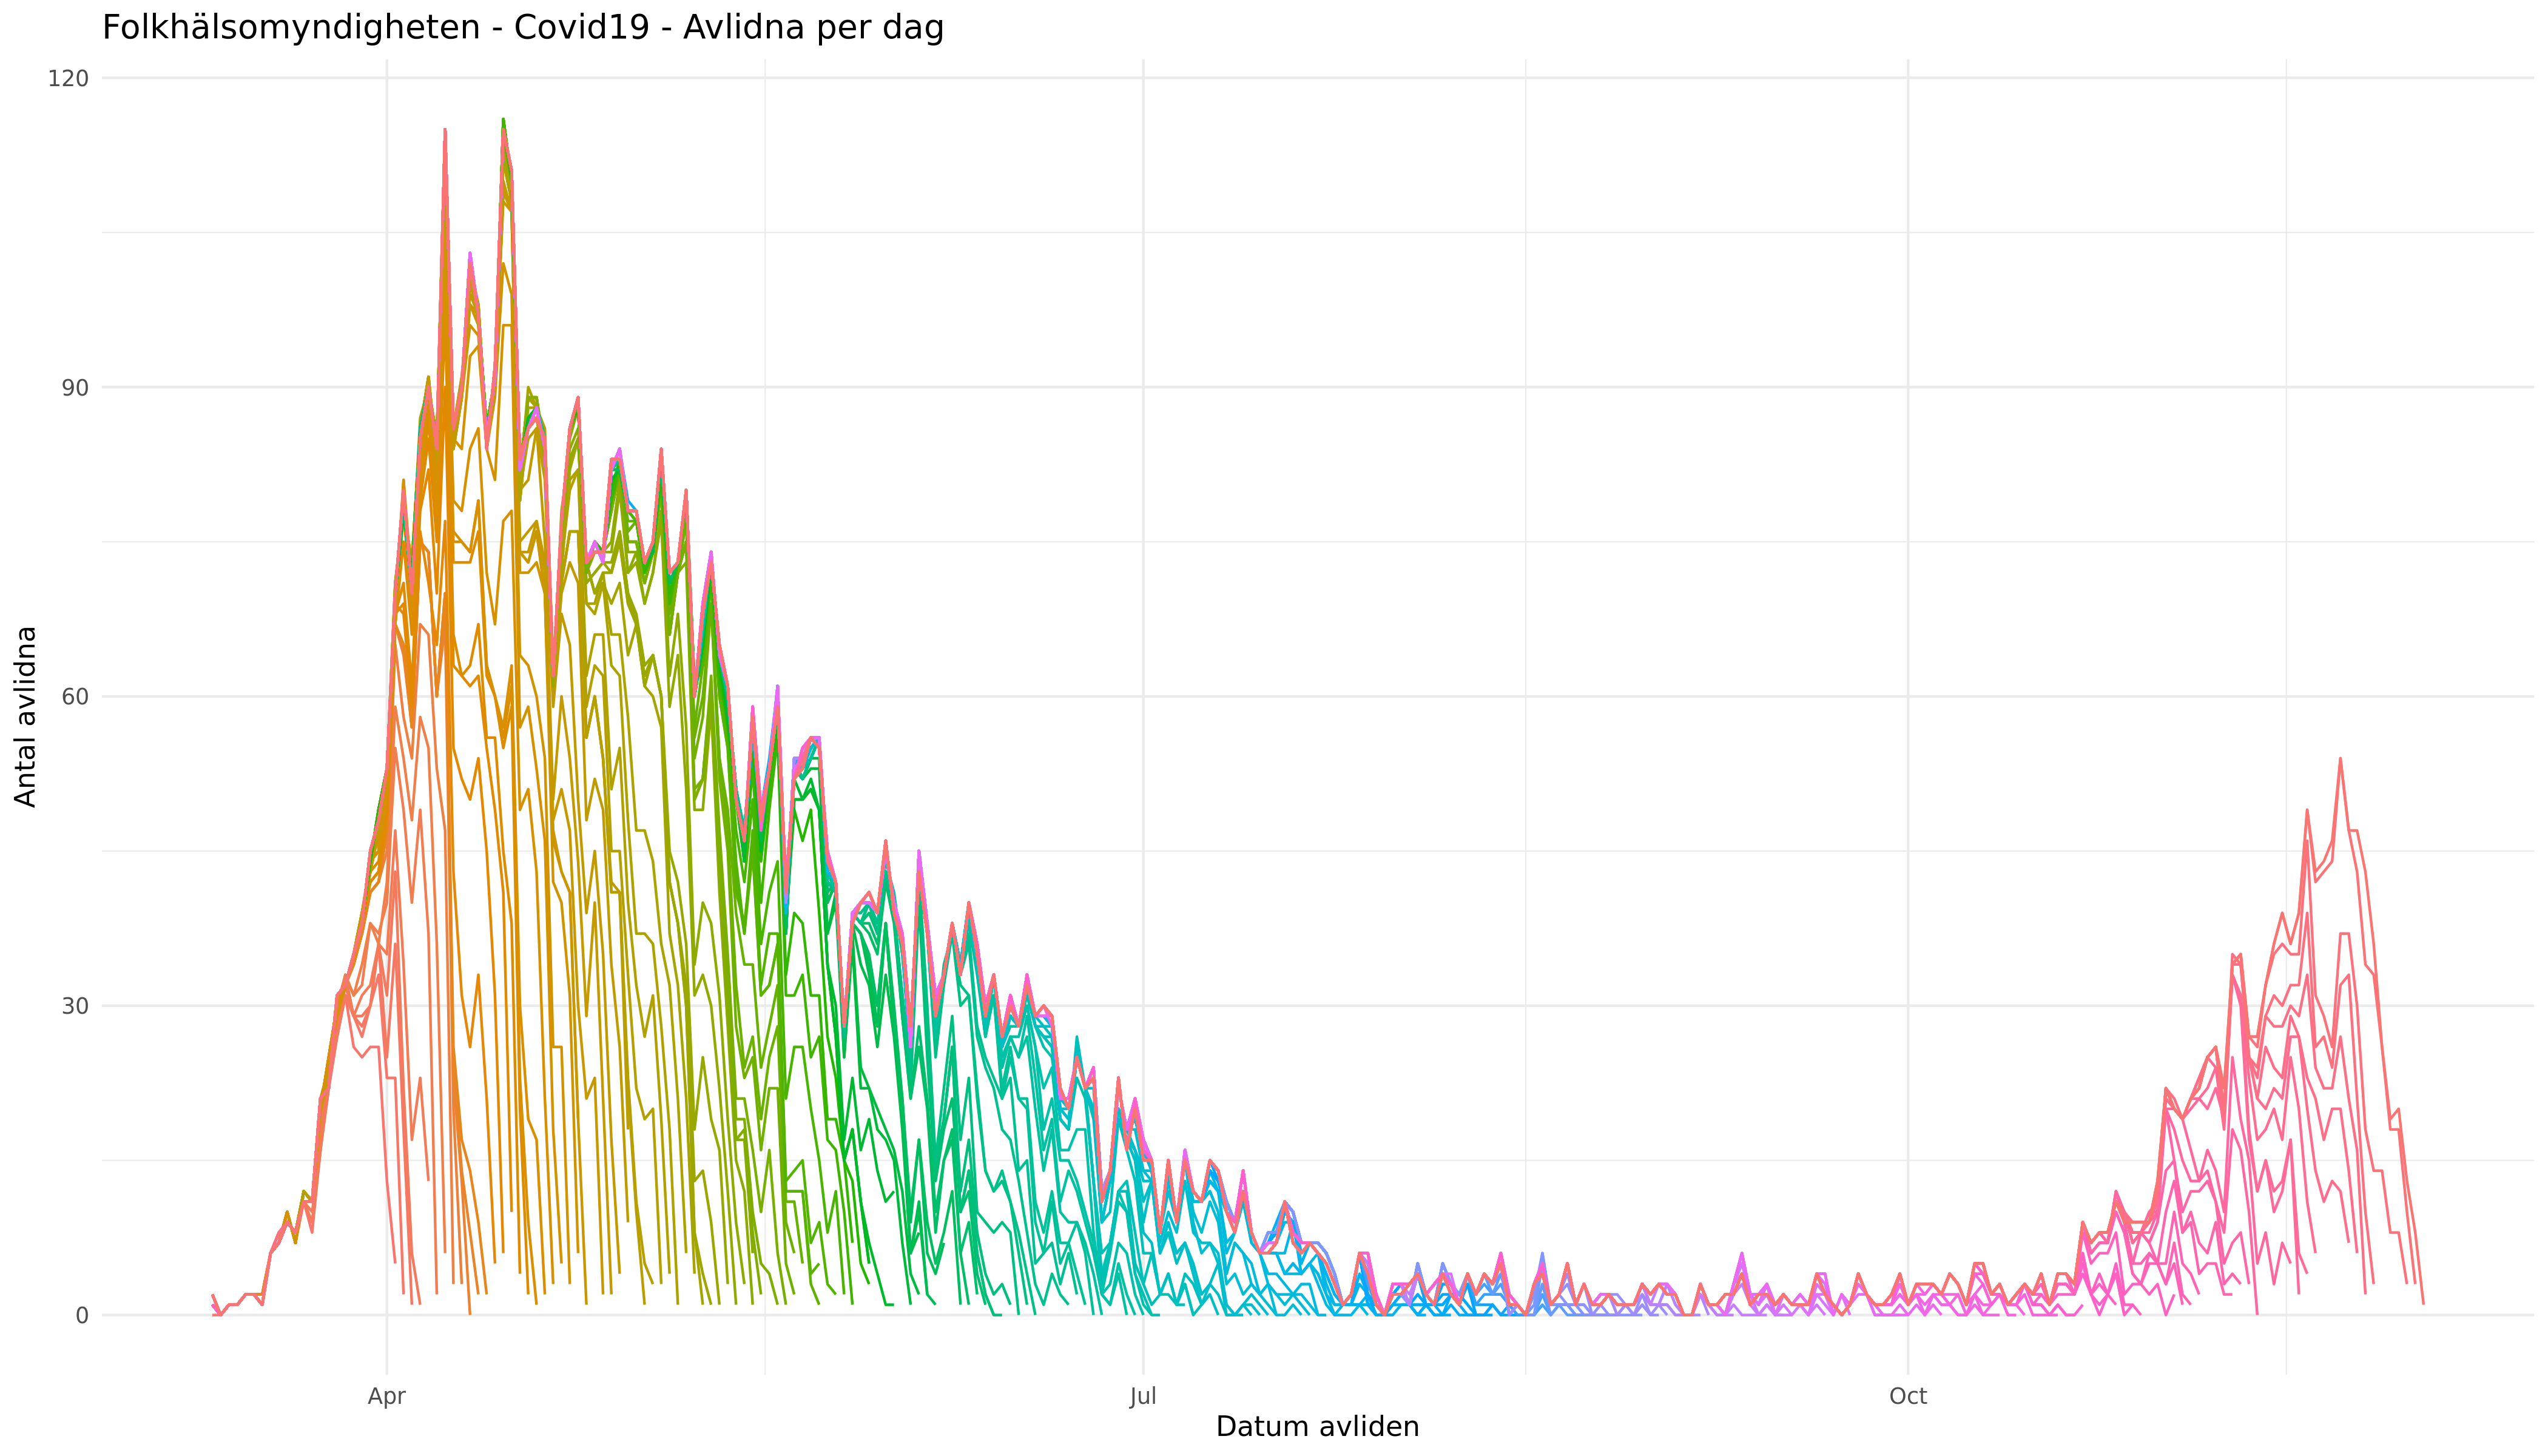 Folkhälsomyndigheten - Covid19 - Avlidna per dag
Antal avlidna
120
90
60
30
0
Apr
Jul
Oct
Datum avliden